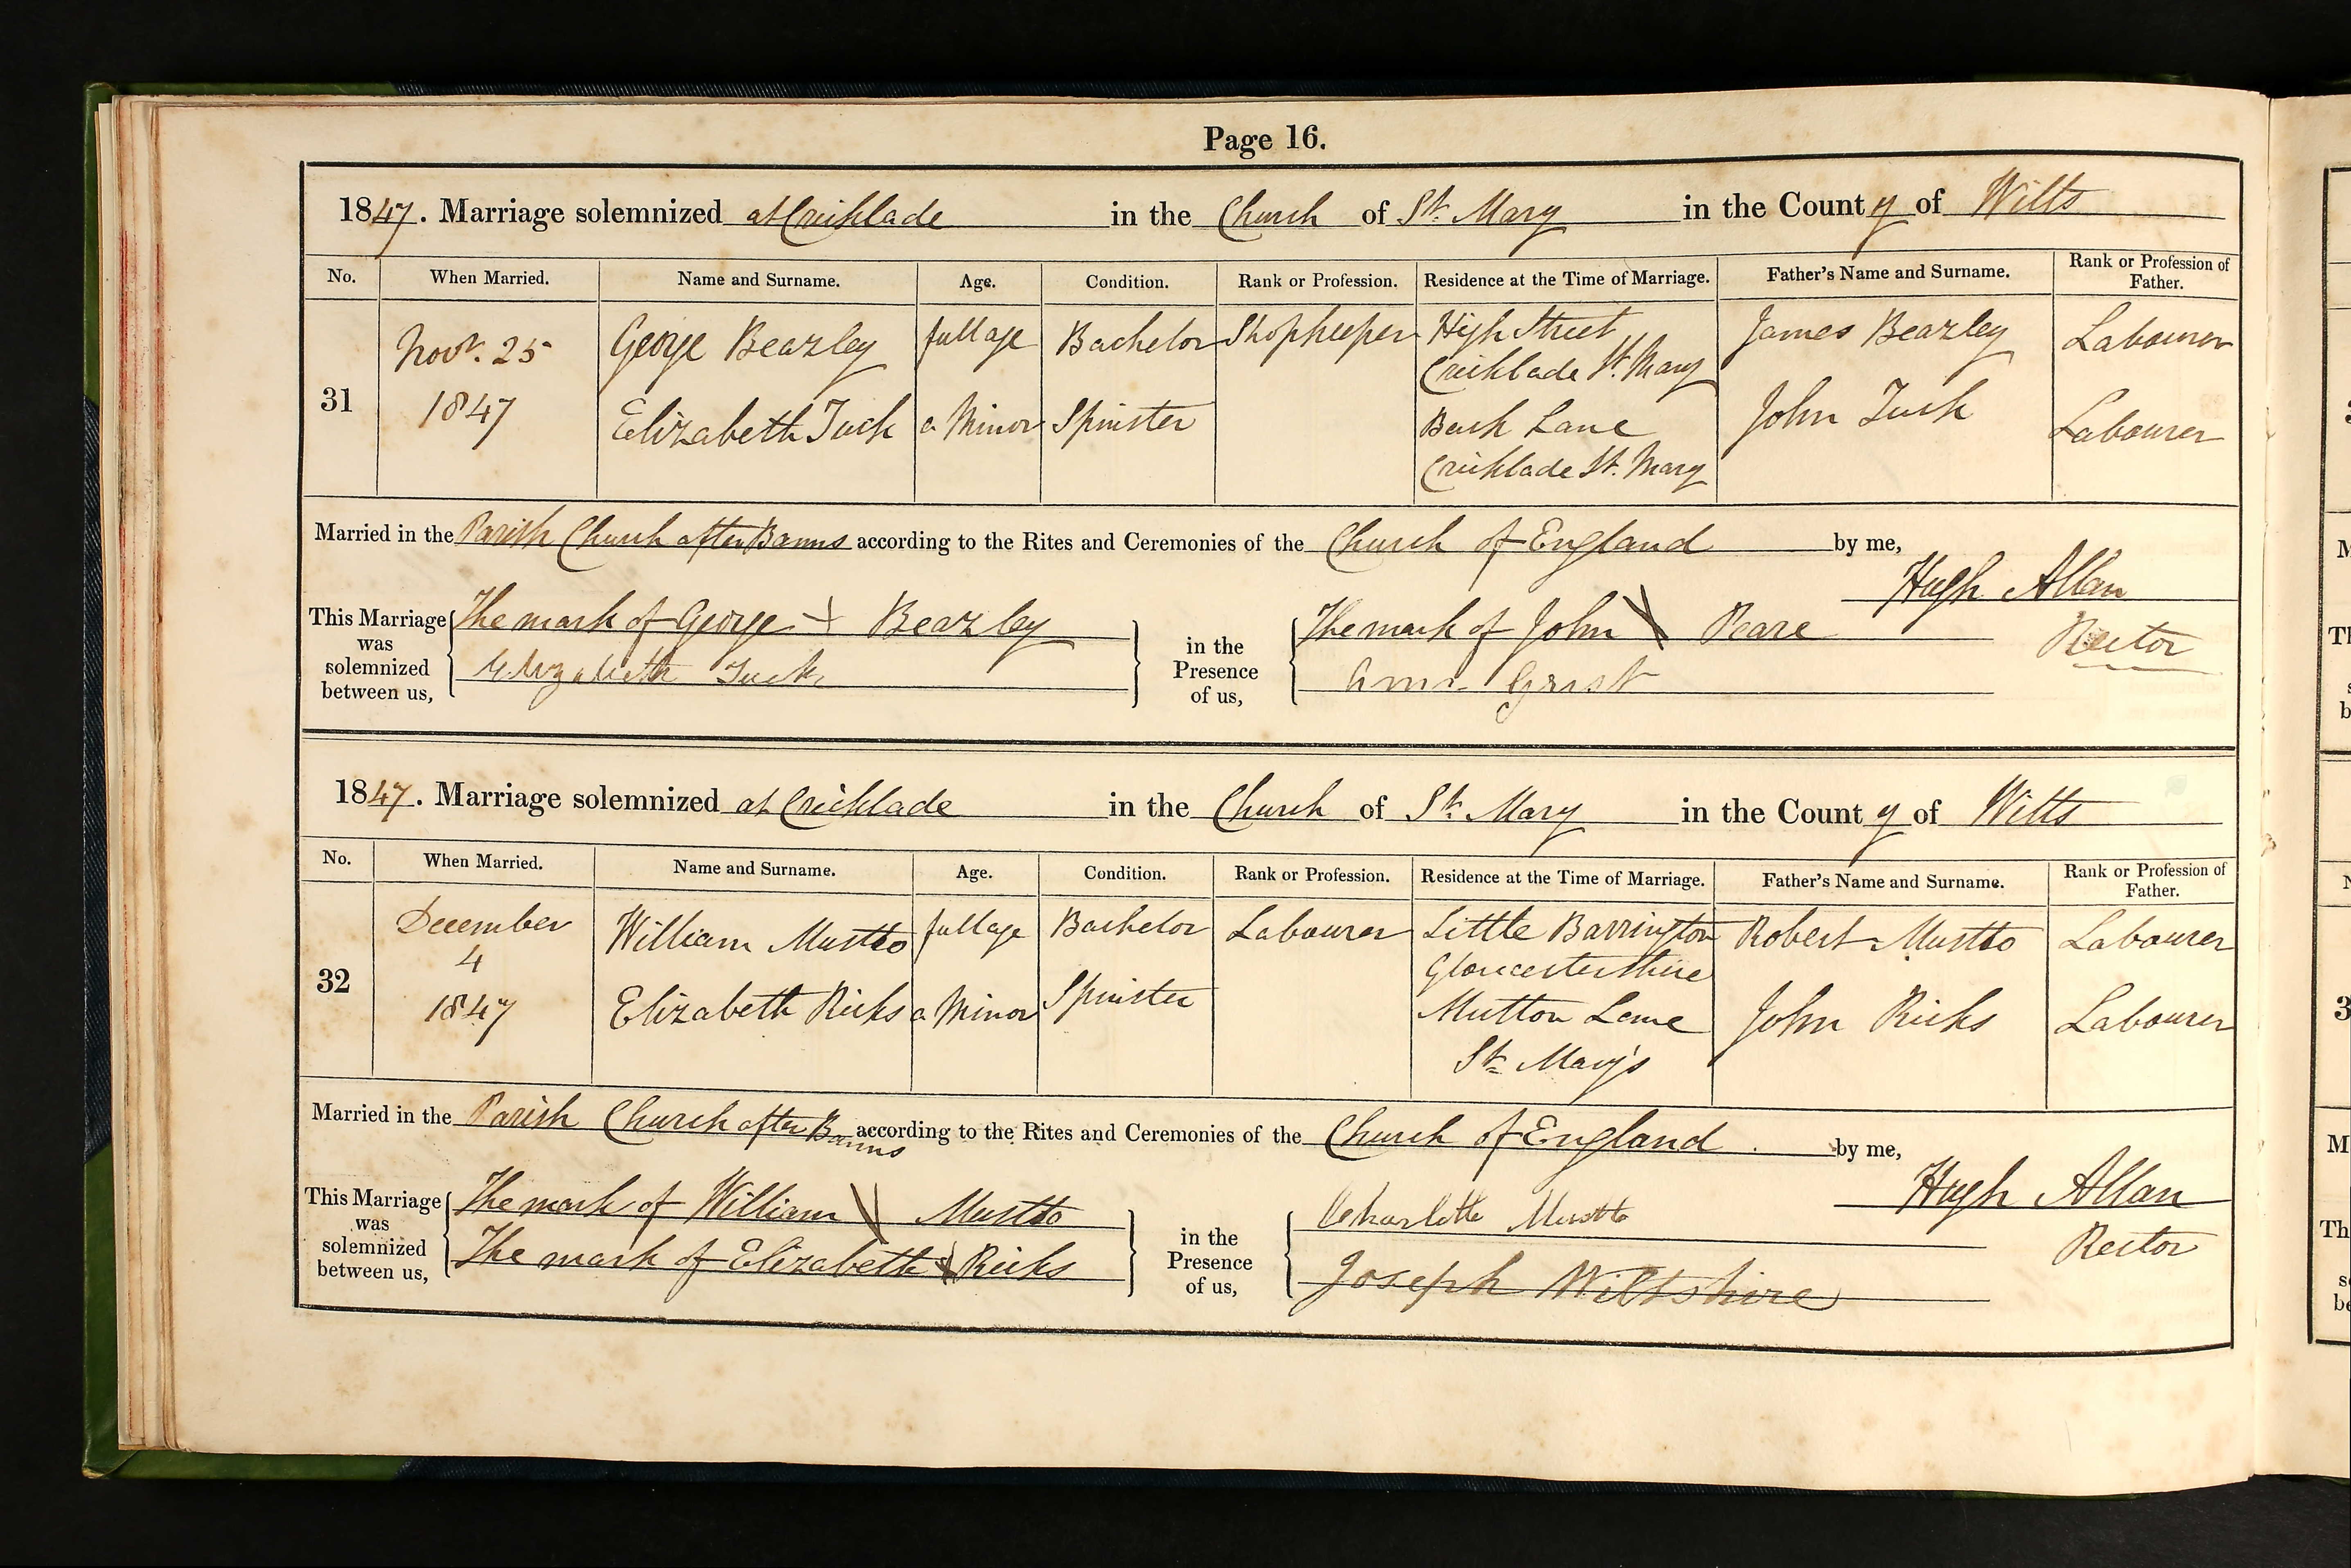 Page 16.
1847. Marriage solemnized at Cricklade in the Church of St. Mary in the County of Wilts
No. When Married. Name and Surname. Age. Condition. Rank or Profession. Residence at the Time of Marriage. Father's Name and Surname. Rank or Profession of Father.
31 Novr. 25 1847 George Beazley full age Bachelor Shopkeeper High Street Cricklade St. Mary James Beazley Labourer
Elizabeth Tuck a Minor Spinister Back Lane Cricklade St. Mary John Tuck Labourer
Married in the Parish Church after Banns according to the Rites and Ceremonies of the Church of England by me,
Hugh Allan
Rector
This Marriage was solemnized between us,
The mark of George X Beazley
Elizabeth Tuck
in the Presence of us,
The mark of John X Peare
Grist
1847. Marriage solemnized at Cricklade in the Church of St. Mary in the County of Wilts
No. When Married. Name and Surname. Age. Condition. Rank or Profession. Residence at the Time of Marriage. Father's Name and Surname. Rank or Profession of Father.
32 December 4 1847 William Mustto full age Bachelor Labourer Little Barrington Gloucestershire Robert Mustto Labourer
Elizabeth Ricks a Minor Spinister Mutton Lane St. Mary's John Ricks Labourer
Married in the Parish Church after Banns according to the Rites and Ceremonies of the Church of England by me,
Hugh Allan
Rector
This Marriage was solemnized between us,
The mark of William X Mustto
The mark of Elizabeth X Ricks
in the Presence of us,
Charlotte Mustto
Joseph Wiltshire